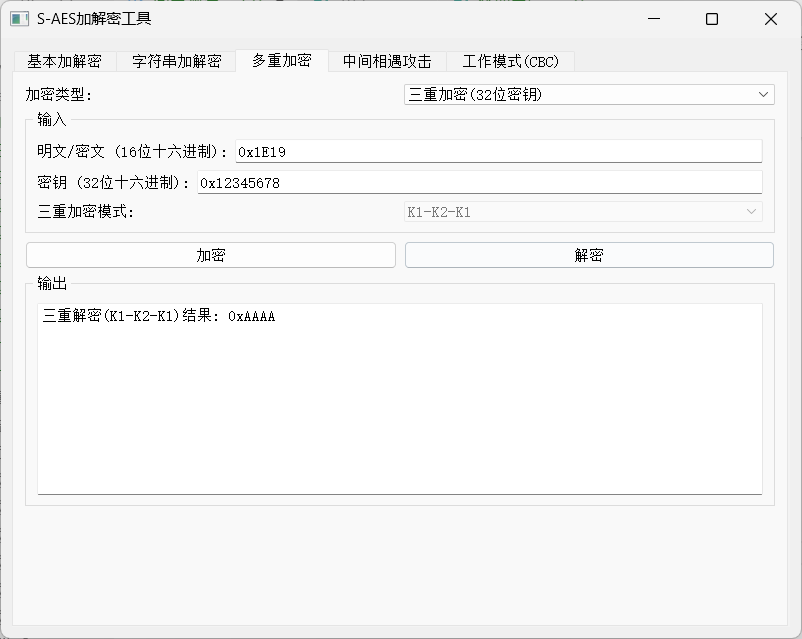 S-AES加解密工具
基本加解密 字符串加解密 多重加密 中间相遇攻击 工作模式(CBC)
加密类型: 三重加密(32位密钥)
输入
明文/密文 (16位十六进制): 0x1E19
密钥 (32位十六进制): 0x12345678
三重加密模式: K1-K2-K1
加密 解密
输出
三重解密(K1-K2-K1)结果: 0xAAAA